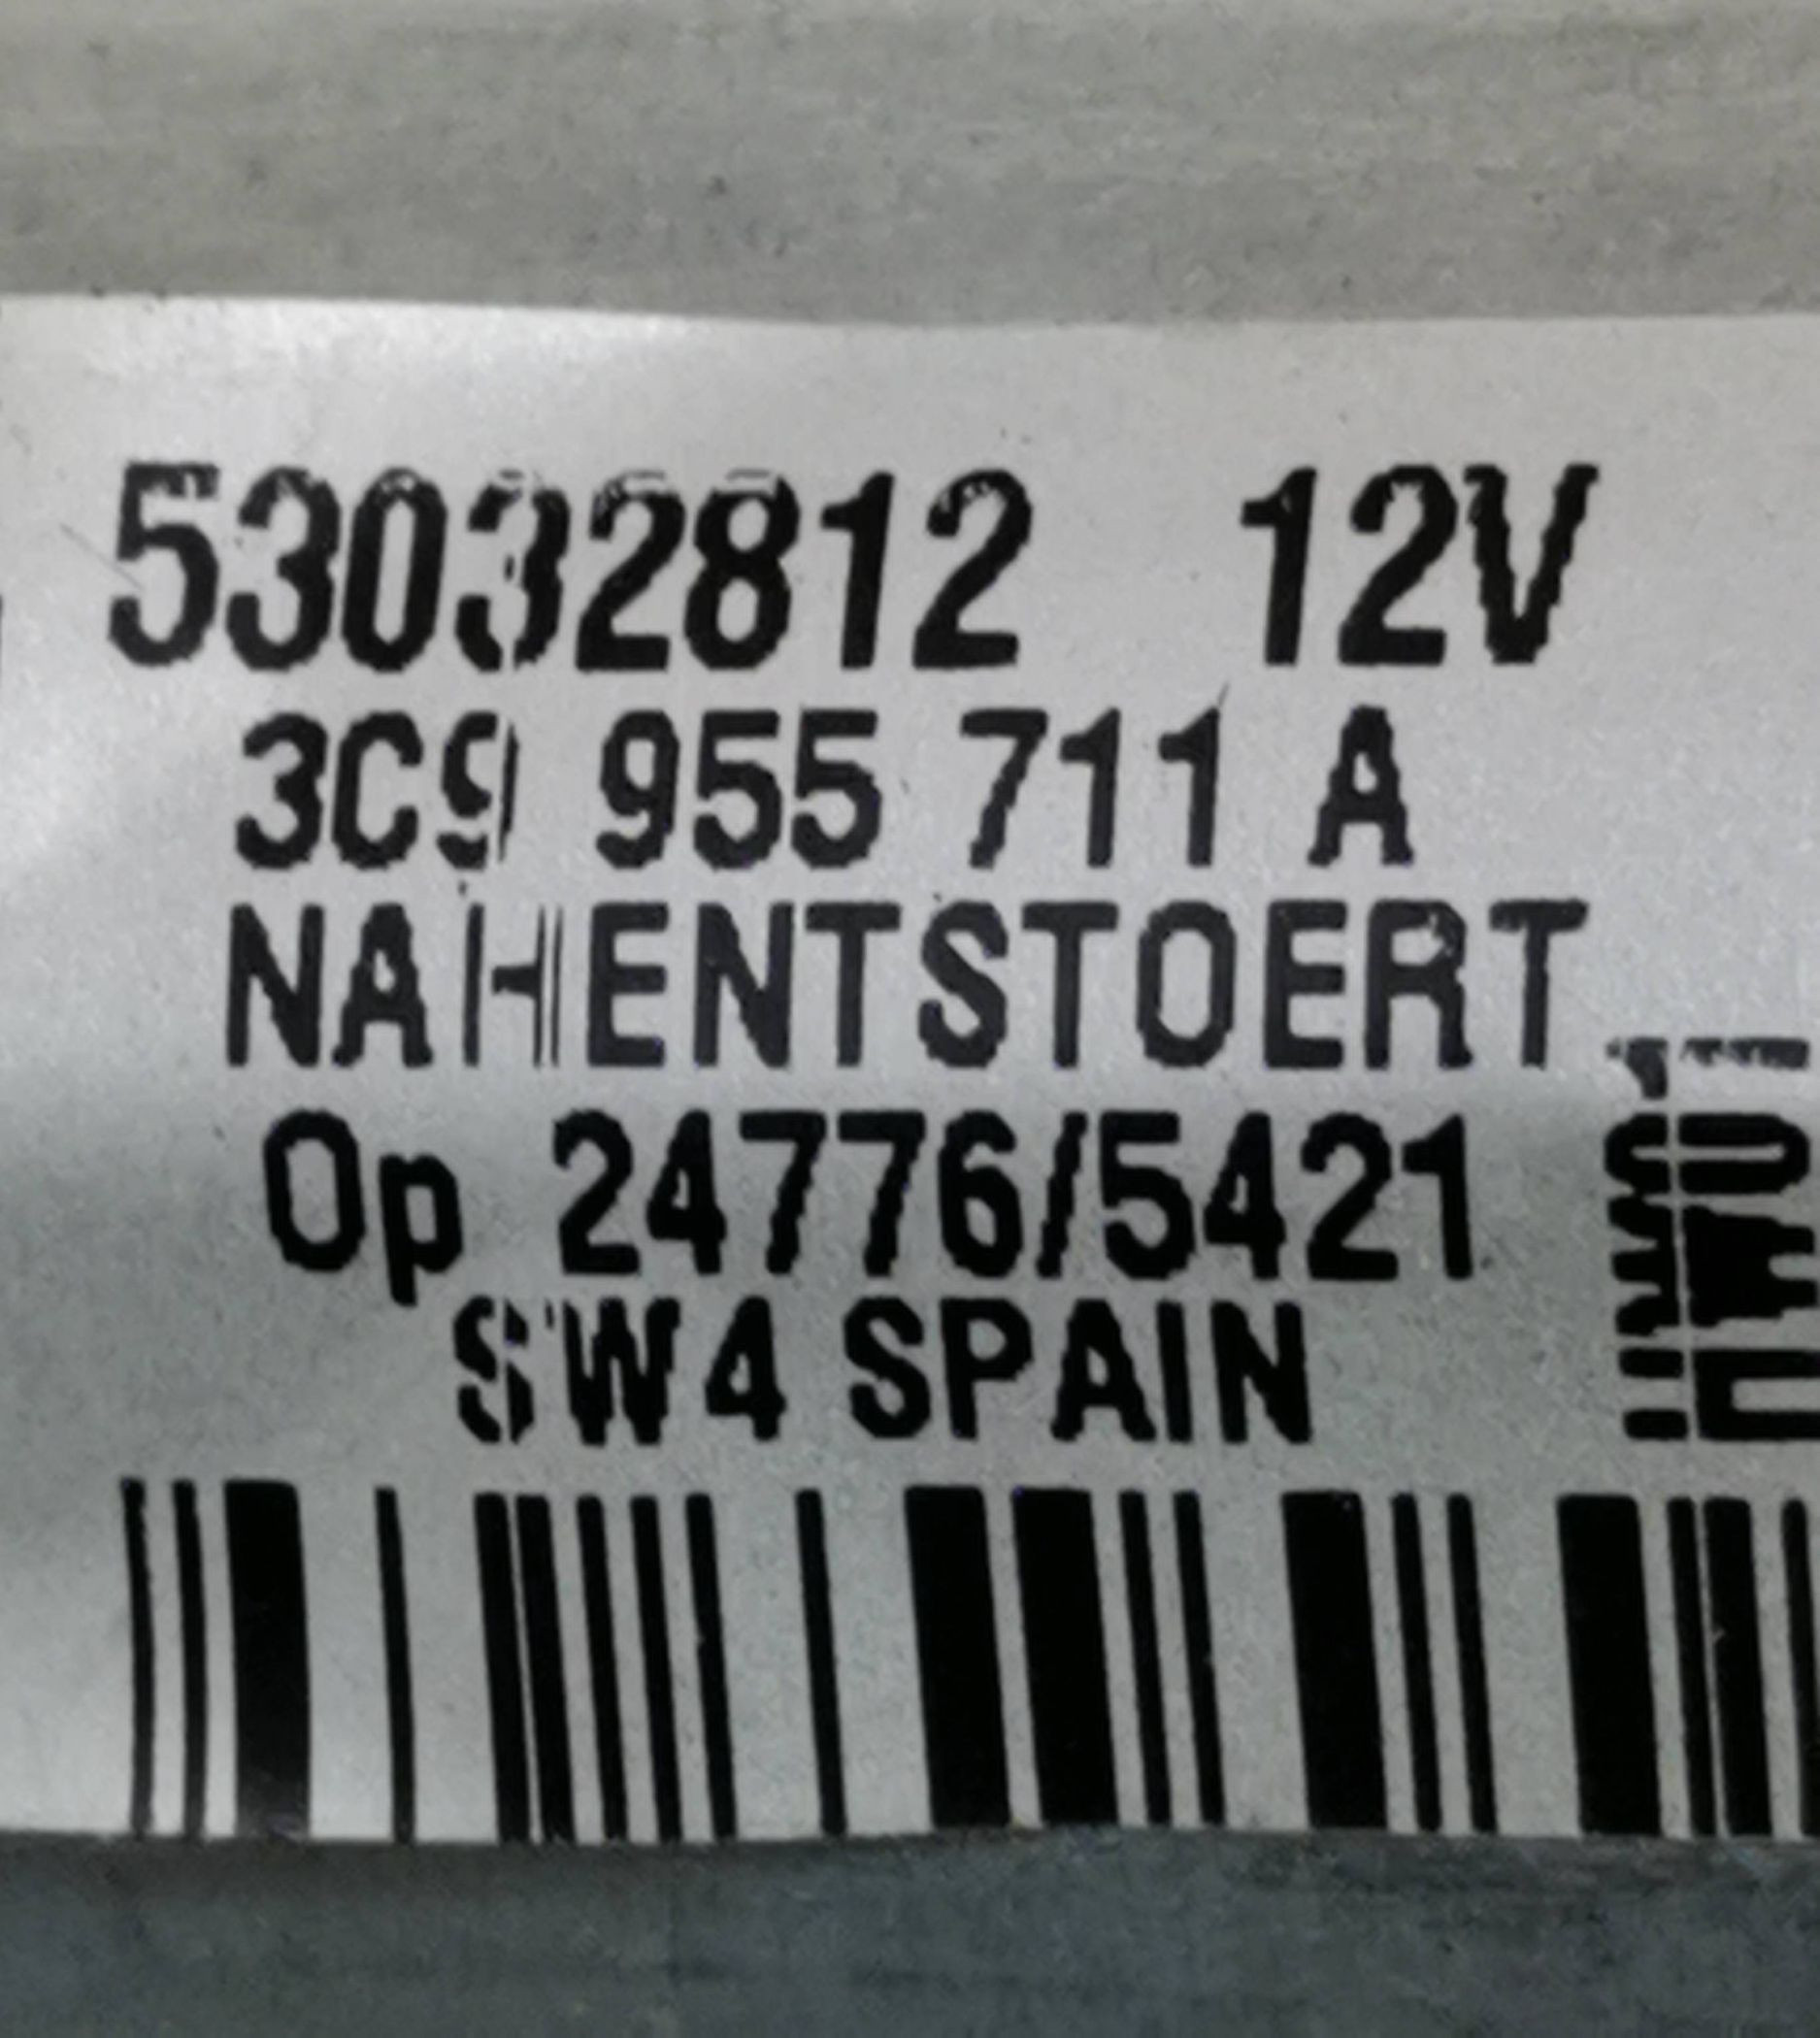 53032812 12V
3C9 955 711 A
NAHENTSTOERT
Op 24776/5421
SW4 SPAIN